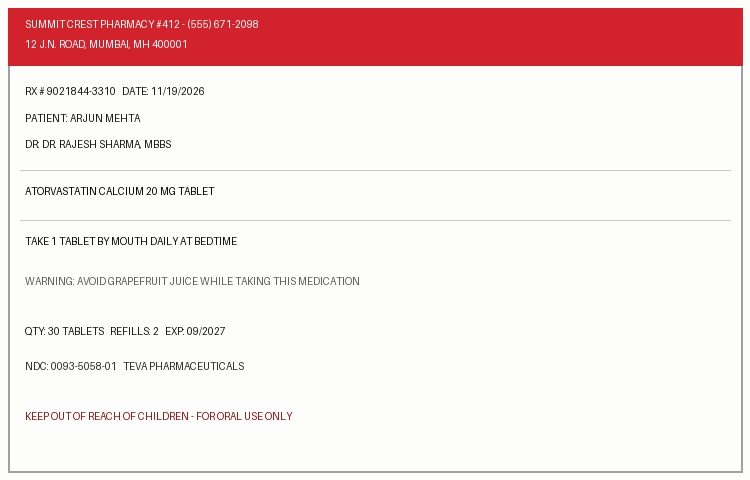 SUMMIT CREST PHARMACY #412 - (555) 671-2098
12 J.N. ROAD, MUMBAI, MH 400001
RX # 9021844-3310 DATE: 11/19/2026
PATIENT: ARJUN MEHTA
DR: DR. RAJESH SHARMA, MBBS
ATORVASTATIN CALCIUM 20 MG TABLET
TAKE 1 TABLET BY MOUTH DAILY AT BEDTIME
WARNING: AVOID GRAPEFRUIT JUICE WHILE TAKING THIS MEDICATION
QTY: 30 TABLETS REFILLS: 2 EXP: 09/2027
NDC: 0093-5058-01 TEVA PHARMACEUTICALS
KEEP OUT OF REACH OF CHILDREN - FOR ORAL USE ONLY